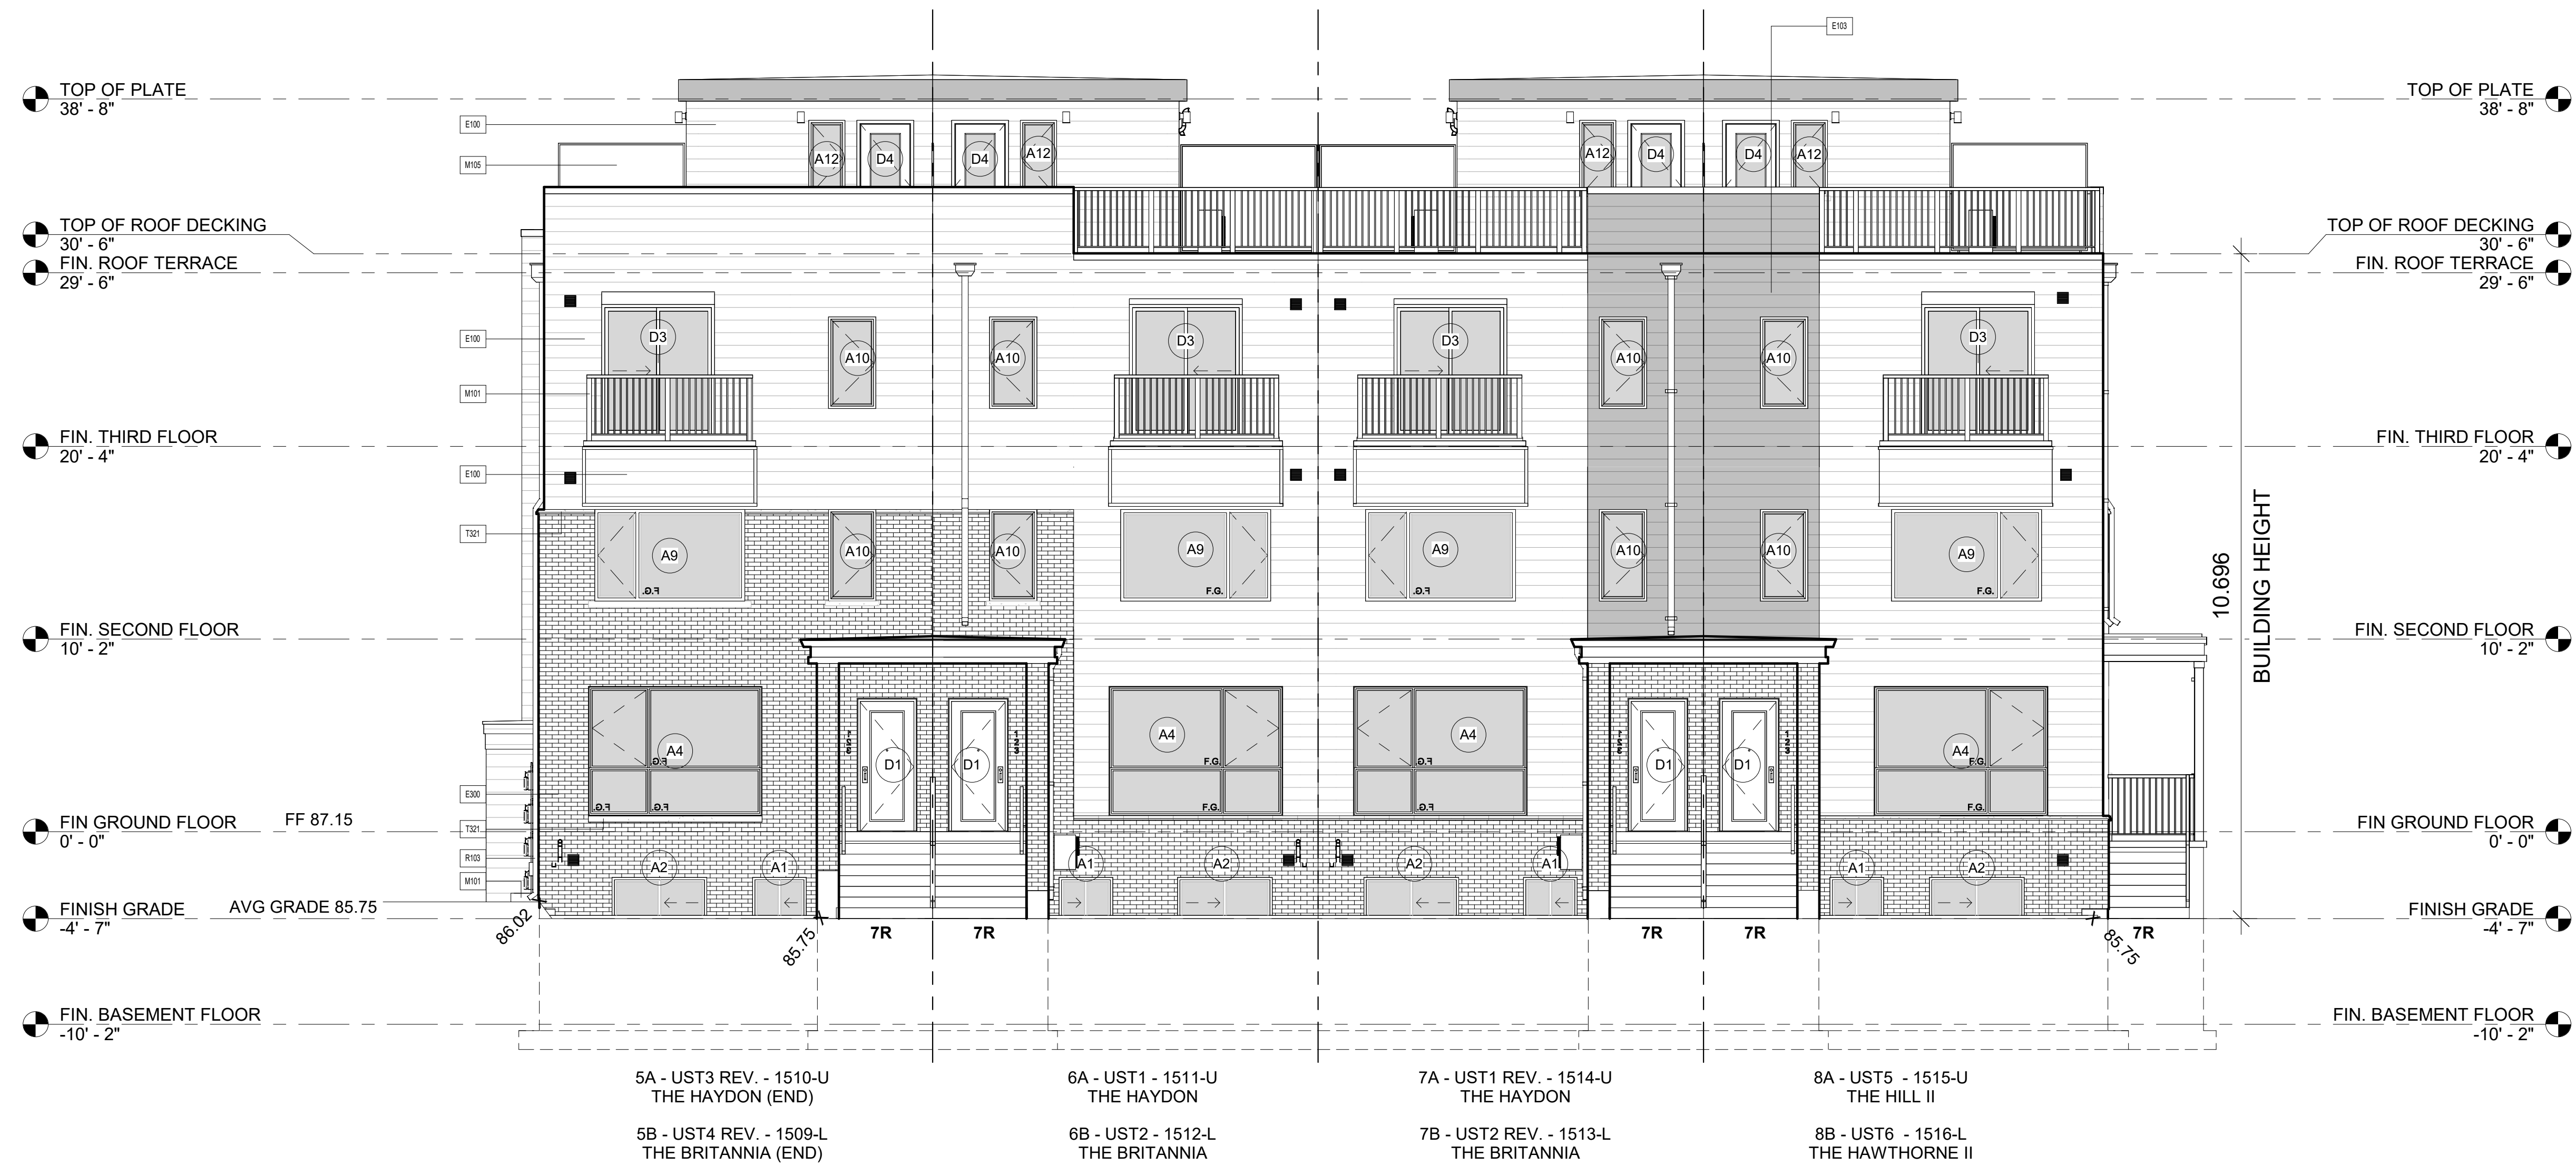 E103
TOP OF PLATE
38' - 8"
TOP OF PLATE
38' - 8"
E100
M105
A12
D4
D4
A12
A12
D4
D4
A12
TOP OF ROOF DECKING
30' - 6"
TOP OF ROOF DECKING
30' - 6"
FIN. ROOF TERRACE
29' - 6"
FIN. ROOF TERRACE
29' - 6"
E100
D3
A10
A10
D3
D3
A10
A10
D3
M101
FIN. THIRD FLOOR
20' - 4"
FIN. THIRD FLOOR
20' - 4"
E100
T321
A9
A10
A10
A9
A9
A10
A10
A9
F.G.
F.G.
F.G.
F.G.
10.696
BUILDING HEIGHT
FIN. SECOND FLOOR
10' - 2"
FIN. SECOND FLOOR
10' - 2"
A4
D1
D1
A4
A4
D1
D1
A4
F.G.
F.G.
F.G.
F.G.
E300
F.G.
F.G.
F.G.
F.G.
F.G.
FIN GROUND FLOOR
0' - 0"
FF 87.15
T321
FIN GROUND FLOOR
0' - 0"
R103
M101
A2
A1
A1
A2
A2
A1
A1
A2
FINISH GRADE
-4' - 7"
AVG GRADE 85.75
FINISH GRADE
-4' - 7"
86.02
85.75
7R
7R
7R
7R
85.75
7R
FIN. BASEMENT FLOOR
-10' - 2"
FIN. BASEMENT FLOOR
-10' - 2"
5A - UST3 REV. - 1510-U
THE HAYDON (END)
6A - UST1 - 1511-U
THE HAYDON
7A - UST1 REV. - 1514-U
THE HAYDON
8A - UST5 - 1515-U
THE HILL II
5B - UST4 REV. - 1509-L
THE BRITANNIA (END)
6B - UST2 - 1512-L
THE BRITANNIA
7B - UST2 REV. - 1513-L
THE BRITANNIA
8B - UST6 - 1516-L
THE HAWTHORNE II